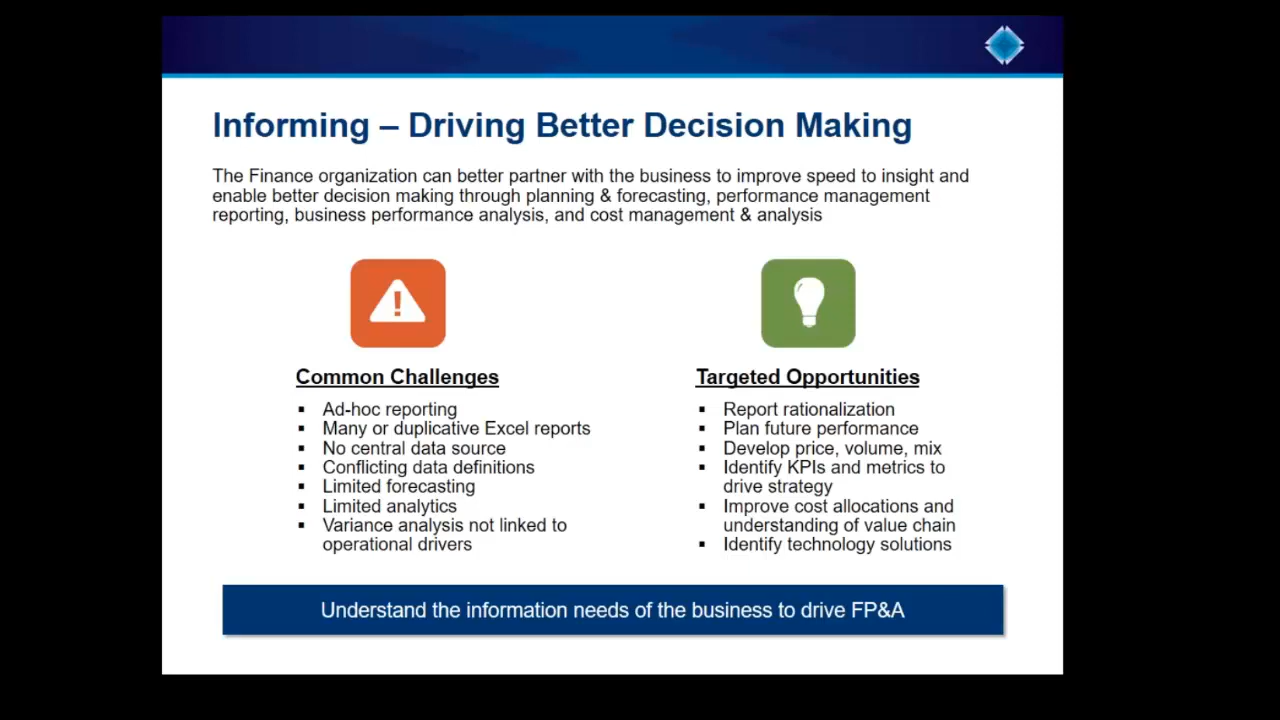 Informing – Driving Better Decision Making
The Finance organization can better partner with the business to improve speed to insight and
enable better decision making through planning & forecasting, performance management
reporting, business performance analysis, and cost management & analysis
Common Challenges
▪ Ad-hoc reporting
▪ Many or duplicative Excel reports
▪ No central data source
▪ Conflicting data definitions
▪ Limited forecasting
▪ Limited analytics
▪ Variance analysis not linked to
operational drivers
Targeted Opportunities
▪ Report rationalization
▪ Plan future performance
▪ Develop price, volume, mix
▪ Identify KPIs and metrics to
drive strategy
▪ Improve cost allocations and
understanding of value chain
▪ Identify technology solutions
Understand the information needs of the business to drive FP&A